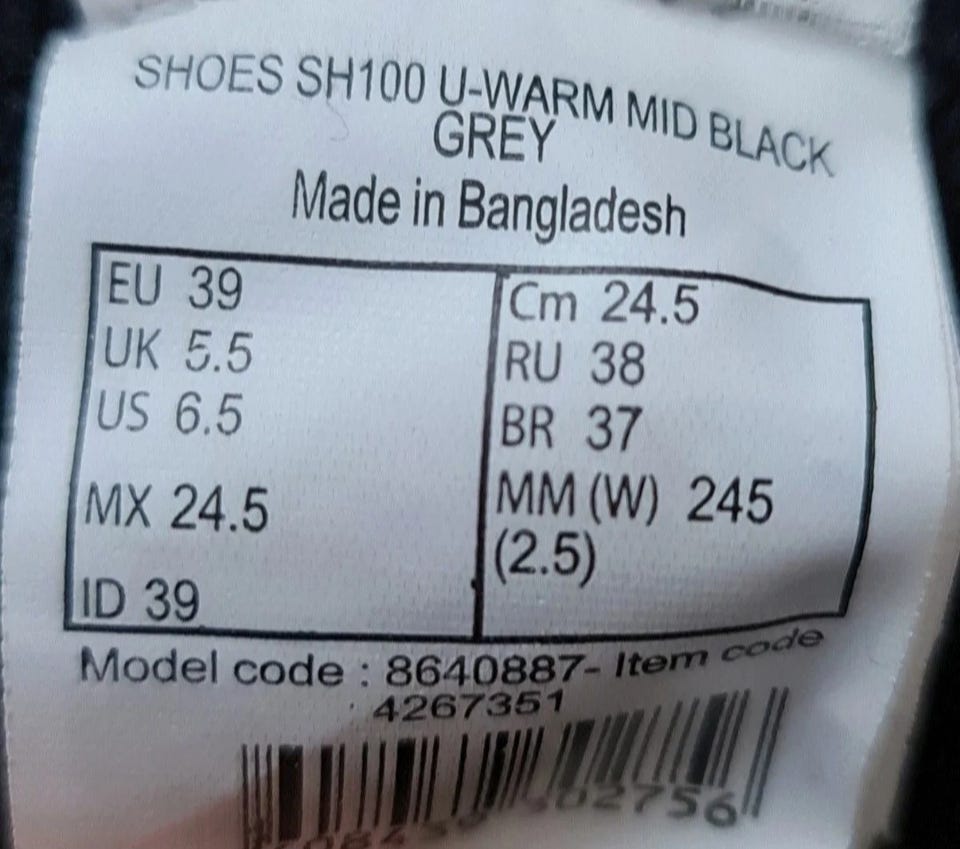 SHOES SH100 U-WARM MID BLACK
GREY
Made in Bangladesh
EU 39
UK 5.5
US 6.5
MX 24.5
ID 39
Cm 24.5
RU 38
BR 37
MM (W) 245
(2.5)
Model code : 8640887- Item code
4267351